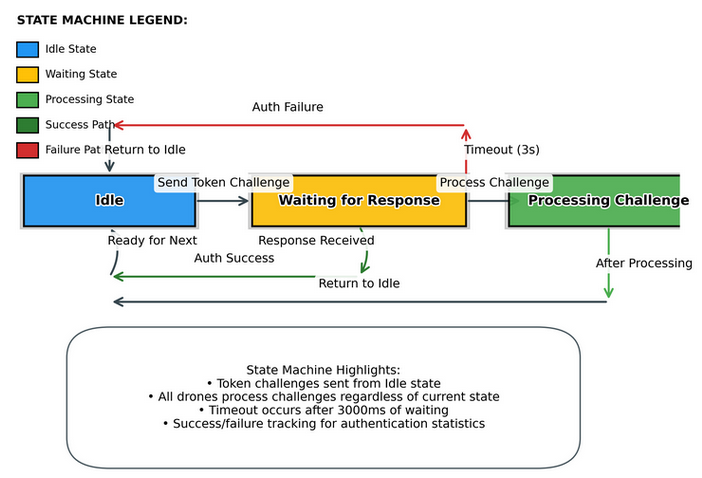 STATE MACHINE LEGEND:
Idle State
Waiting State
Processing State
Success Path
Failure Pat
Return to Idle
Auth Failure
Timeout (3s)
Send Token Challenge
Process Challenge
Idle
Waiting for Response
Processing Challenge
Ready for Next
Response Received
Auth Success
After Processing
Return to Idle
State Machine Highlights:
• Token challenges sent from Idle state
• All drones process challenges regardless of current state
• Timeout occurs after 3000ms of waiting
• Success/failure tracking for authentication statistics